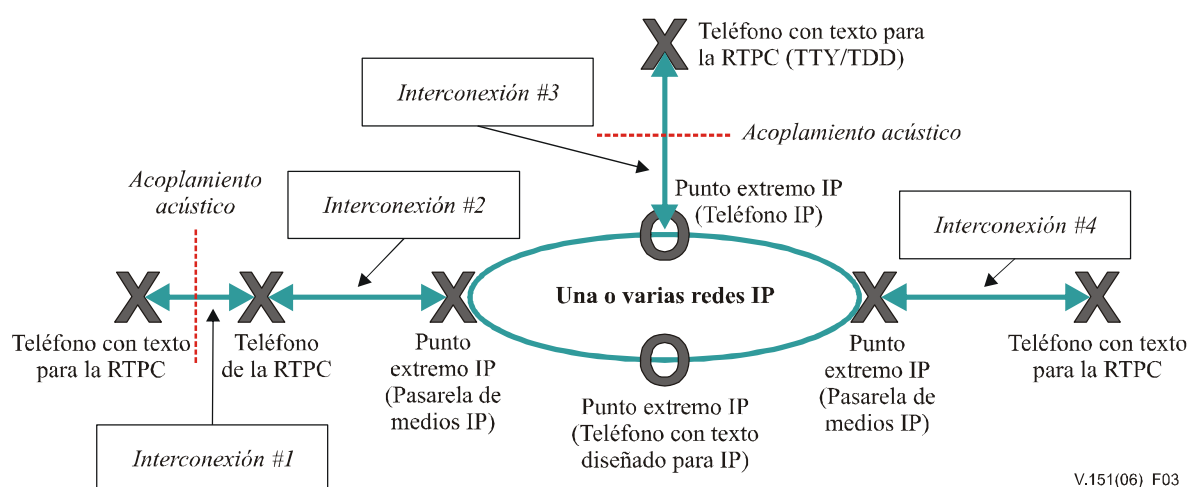 Teléfono con texto para
la RTPC (TTY/TDD)
Interconexión #3
Acoplamiento acústico
Acoplamiento
acústico
Interconexión #2
Punto extremo IP
(Teléfono IP)
Interconexión #4
Una o varias redes IP
Teléfono con texto
para la RTPC
Teléfono
de la RTPC
Punto
extremo IP
(Pasarela de
medios IP)
Punto extremo IP
(Teléfono con texto
diseñado para IP)
Punto
extremo IP
(Pasarela de
medios IP)
Teléfono con texto
para la RTPC
Interconexión #1
V.151(06)_F03